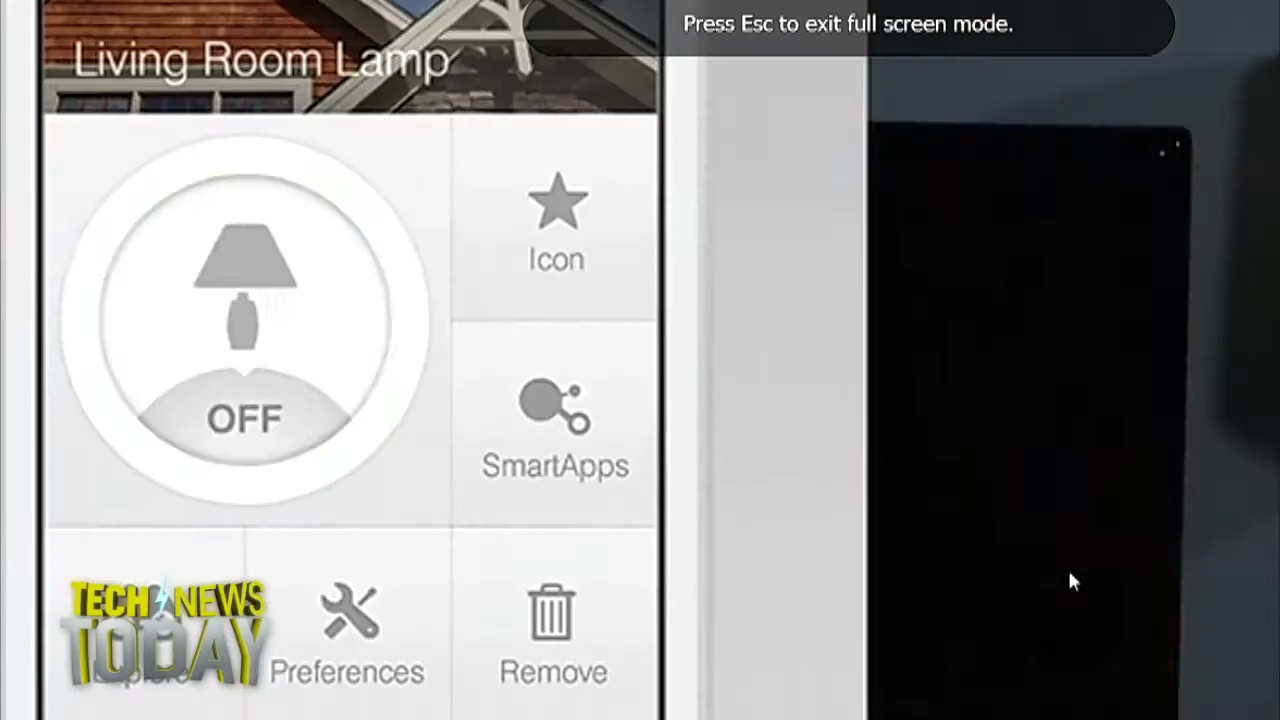 Press Esc to exit full screen mode.
Living Room Lamp
Icon
OFF
SmartApps
TECH NEWS
TODAY
Preferences
Remove